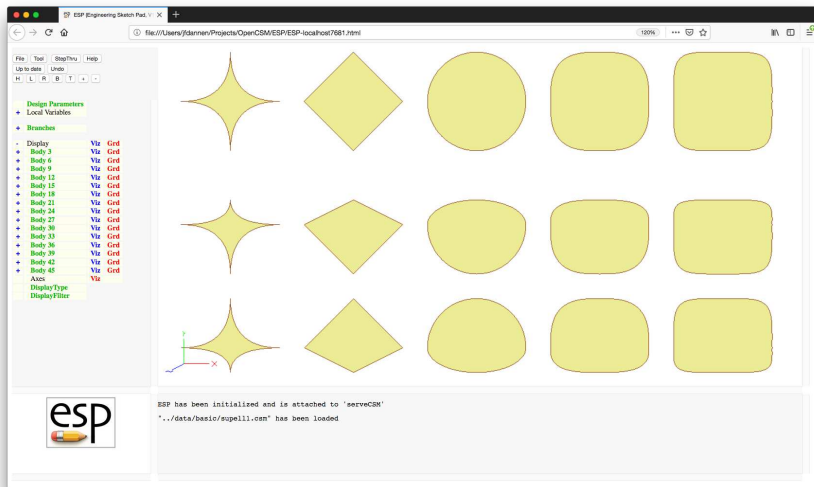 ESP |Engineering Sketch Pad, V
file:///Users/jfdannen/Projects/OpenCSM/ESP/ESP-localhost7681.html
120%
File Tool StepThru Help
Up to date Undo
H L R B T + -
Design Parameters
+ Local Variables
+ Branches
- Display Viz Grd
+ Body 3 Viz Grd
+ Body 6 Viz Grd
+ Body 9 Viz Grd
+ Body 12 Viz Grd
+ Body 15 Viz Grd
+ Body 18 Viz Grd
+ Body 21 Viz Grd
+ Body 24 Viz Grd
+ Body 27 Viz Grd
+ Body 30 Viz Grd
+ Body 33 Viz Grd
+ Body 36 Viz Grd
+ Body 39 Viz Grd
+ Body 42 Viz Grd
+ Body 45 Viz Grd
Axes Viz
DisplayType
DisplayFilter
Y
X
esp
ESP has been initialized and is attached to 'serveCSM'
"../data/basic/supell1.csm" has been loaded